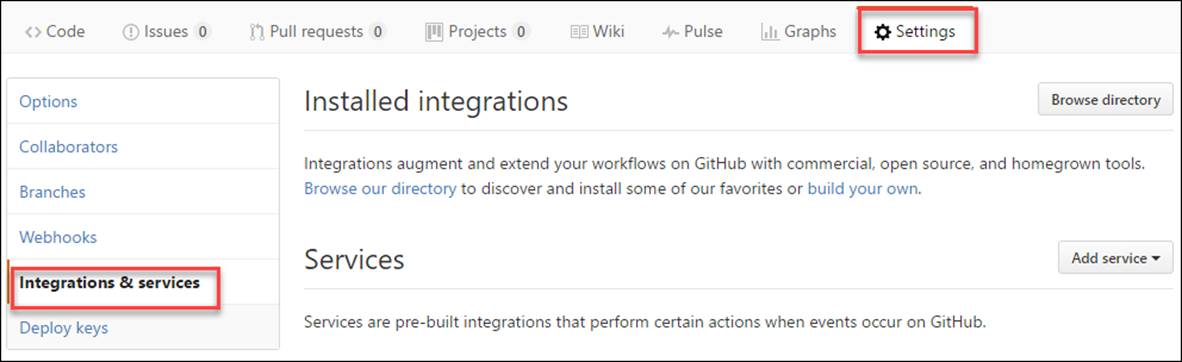 Code Issues 0 Pull requests 0 Projects 0 Wiki Pulse Graphs Settings
Options
Collaborators
Branches
Webhooks
Integrations & services
Deploy keys
Installed integrations
Browse directory
Integrations augment and extend your workflows on GitHub with commercial, open source, and homegrown tools.
Browse our directory to discover and install some of our favorites or build your own.
Services
Add service
Services are pre-built integrations that perform certain actions when events occur on GitHub.